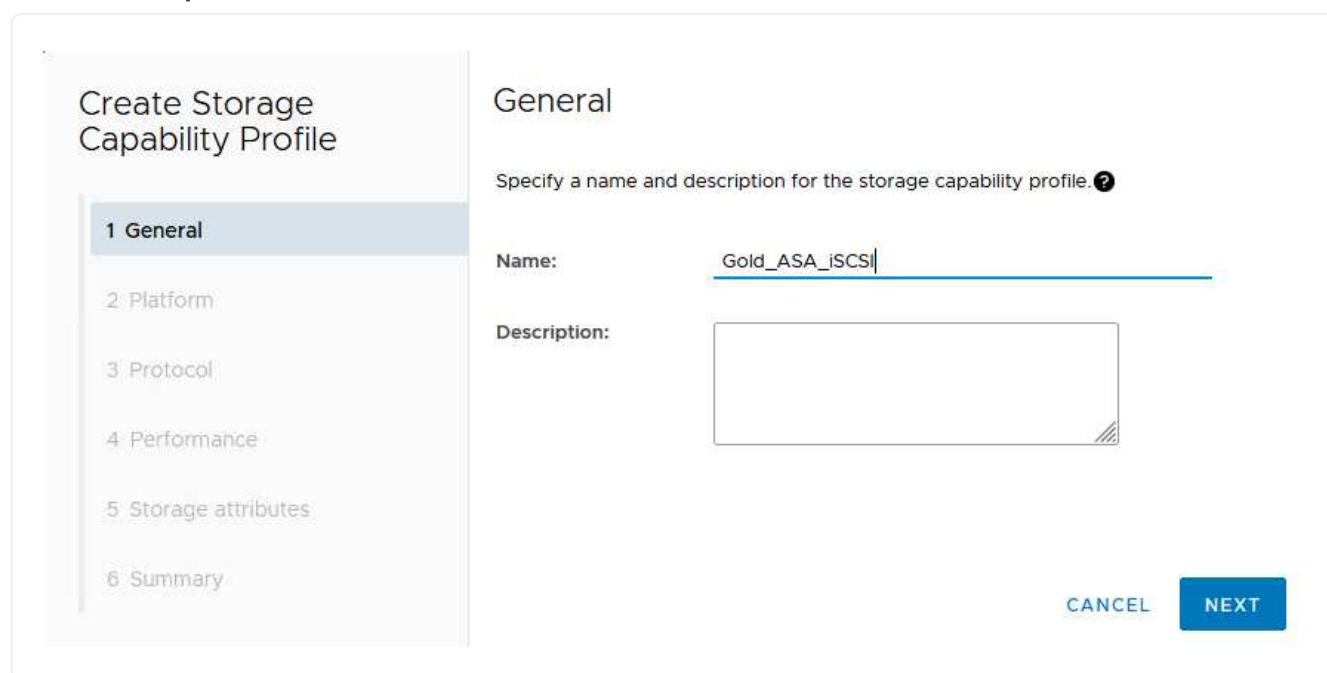 Create Storage
Capability Profile
1 General
2 Platform
3 Protocol
4 Performance
5 Storage attributes
6 Summary
General
Specify a name and description for the storage capability profile.
Name:
Gold_ASA_iSCSI
Description:
CANCEL
NEXT